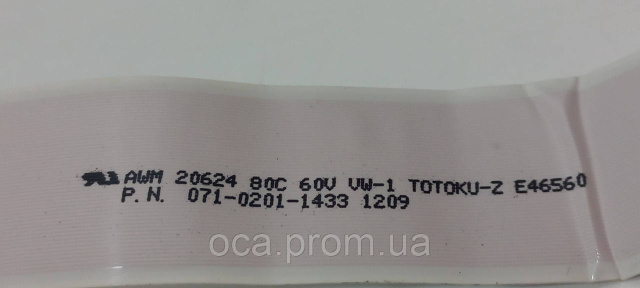 AWM 20624 80C 60V VW-1 TOTOKU-Z E46560
P.N. 071-0201-1433 1209
oca.prom.ua